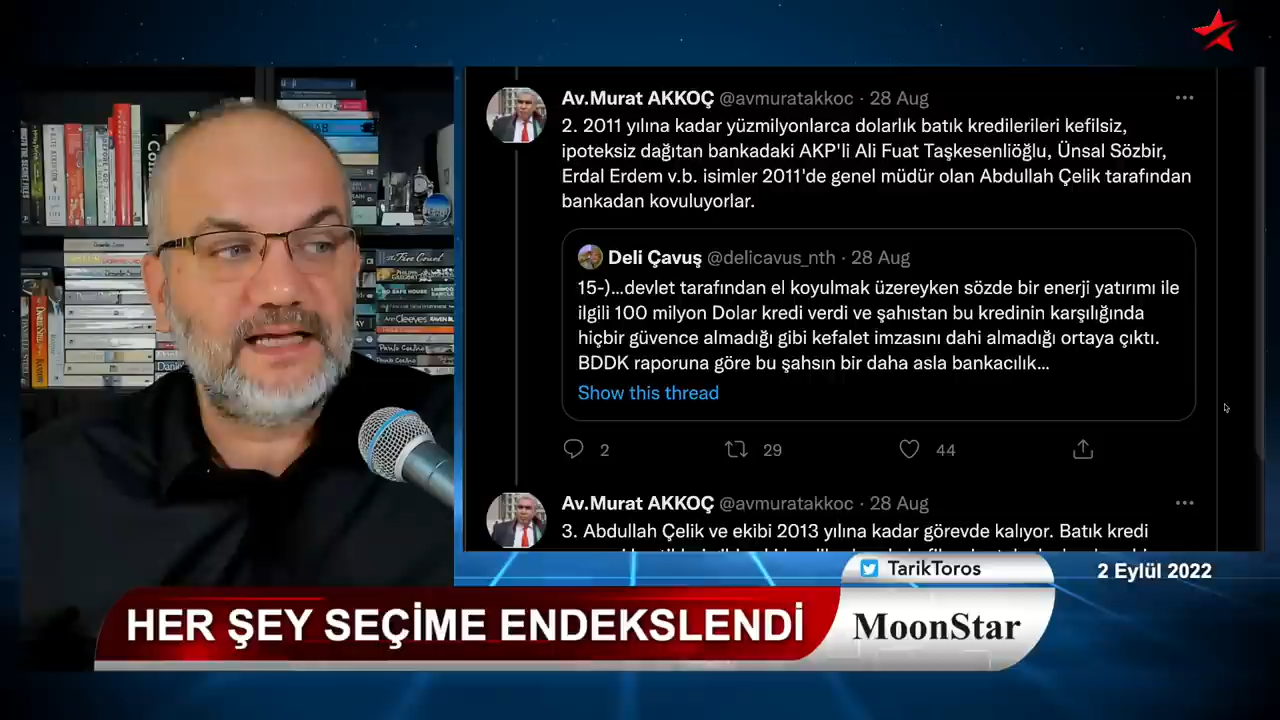 Av.Murat AKKOÇ @avmuratakkoc · 28 Aug
2. 2011 yılına kadar yüzmilyonlarca dolarlık batık kredilerileri kefilsiz,
ipoteksiz dağıtan bankadaki AKP'li Ali Fuat Taşkesenlioğlu, Ünsal Sözbir,
Erdal Erdem v.b. isimler 2011'de genel müdür olan Abdullah Çelik tarafından
bankadan kovuluyorlar.
Deli Çavuş @delicavus_nth · 28 Aug
15-)...devlet tarafından el koyulmak üzereyken sözde bir enerji yatırımı ile
ilgili 100 milyon Dolar kredi verdi ve şahıstan bu kredinin karşılığında
hiçbir güvence almadığı gibi kefalet imzasını dahi almadığı ortaya çıktı.
BDDK raporuna göre bu şahsın bir daha asla bankacılık...
Show this thread
2 29 44
Av.Murat AKKOÇ @avmuratakkoc · 28 Aug
3. Abdullah Çelik ve ekibi 2013 yılına kadar görevde kalıyor. Batık kredi
TarikToros
2 Eylül 2022
HER ŞEY SEÇİME ENDEKSLENDİ
MoonStar